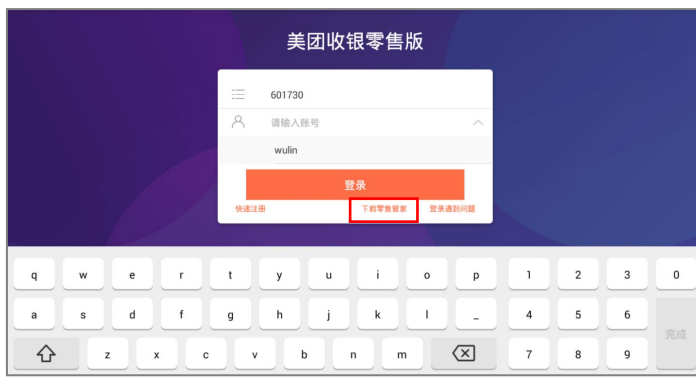 美团收银零售版
601730
请输入账号
wulin
登录
快速注册 下载零售管家 登录遇到问题
q w e r t y u i o p 1 2 3 0
a s d f g h j k l _ 4 5 6
完成
z x c v b n m 7 8 9